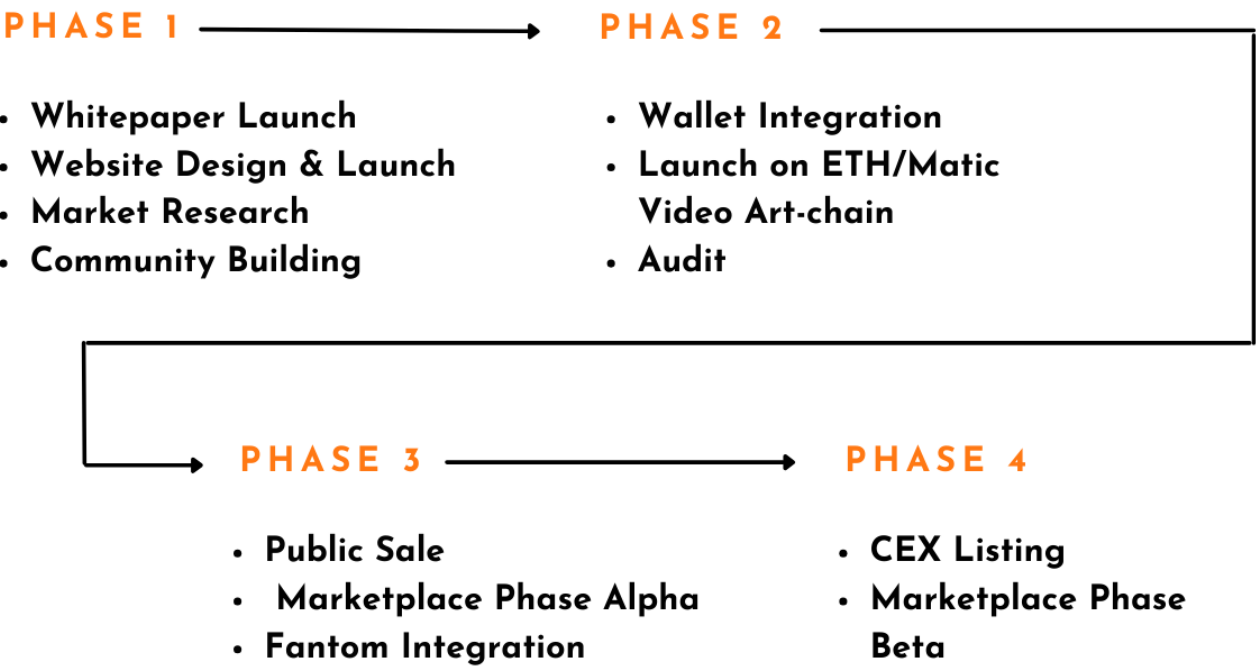 PHASE 1
• Whitepaper Launch
• Website Design & Launch
• Market Research
• Community Building
PHASE 2
• Wallet Integration
• Launch on ETH/Matic
Video Art-chain
• Audit
PHASE 3
• Public Sale
• Marketplace Phase Alpha
• Fantom Integration
PHASE 4
• CEX Listing
• Marketplace Phase
Beta